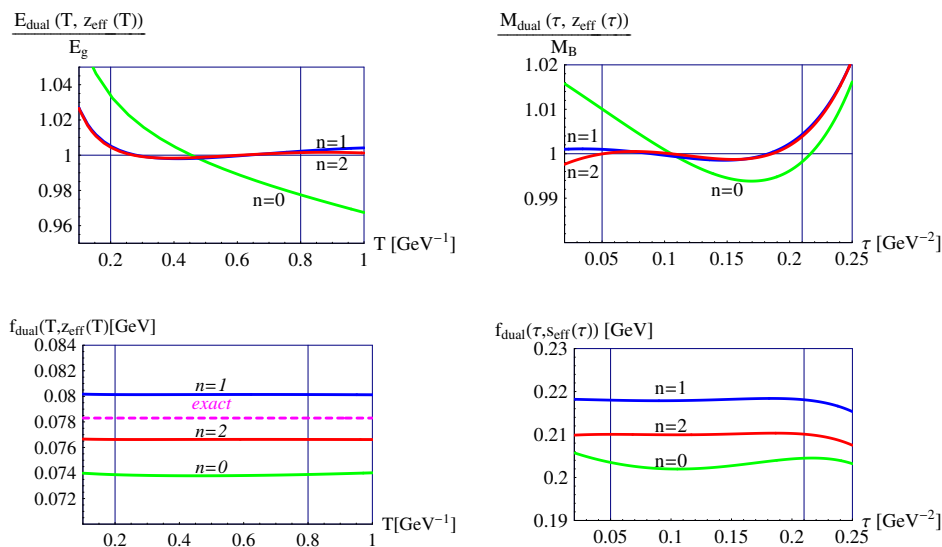 E_dual (T, z_eff (T))
E_g
1.04
1.02
1
0.98
0.96
n=1
n=2
n=0
0.2 0.4 0.6 0.8 1
T [GeV⁻¹]
M_dual (τ, z_eff (τ))
M_B
1.02
1.01
1
0.99
n=1
n=2
n=0
0.05 0.1 0.15 0.2 0.25
τ [GeV⁻²]
f_dual(T,z_eff(T)[GeV]
0.084
0.082
0.08
0.078
0.076
0.074
0.072
0.070
n=1
exact
n=2
n=0
0.2 0.4 0.6 0.8 1
T[GeV⁻¹]
f_dual(τ,s_eff(τ)) [GeV]
0.23
0.22
0.21
0.2
0.19
n=1
n=2
n=0
0.05 0.1 0.15 0.2 0.25
τ [GeV⁻²]